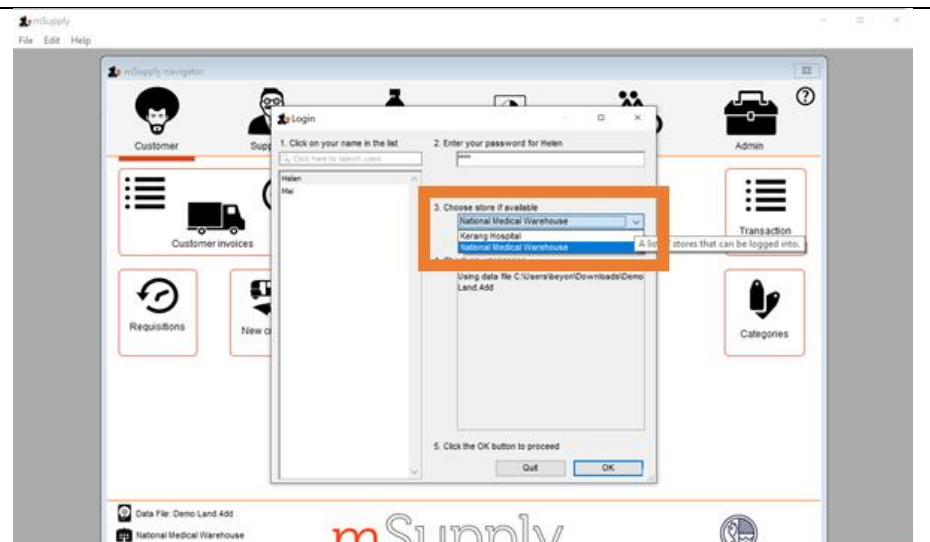 mSupply
File Edit Help
mSupply navigator
Customer
Supp
Admin
Login
1. Click on your name in the list
2. Enter your password for Helen
Click here to search users
****
Helen
Mei
3. Choose store if available
National Medical Warehouse
Kerang Hospital
National Medical Warehouse
A list of stores that can be logged into.
Using data file C:\Users\beyon\Downloads\Demo
Land.4dd
Customer invoices
Transaction
Requisitions
New c
Categories
5. Click the OK button to proceed
Quit
OK
Data File: Demo Land.4dd
National Medical Warehouse
mSupply